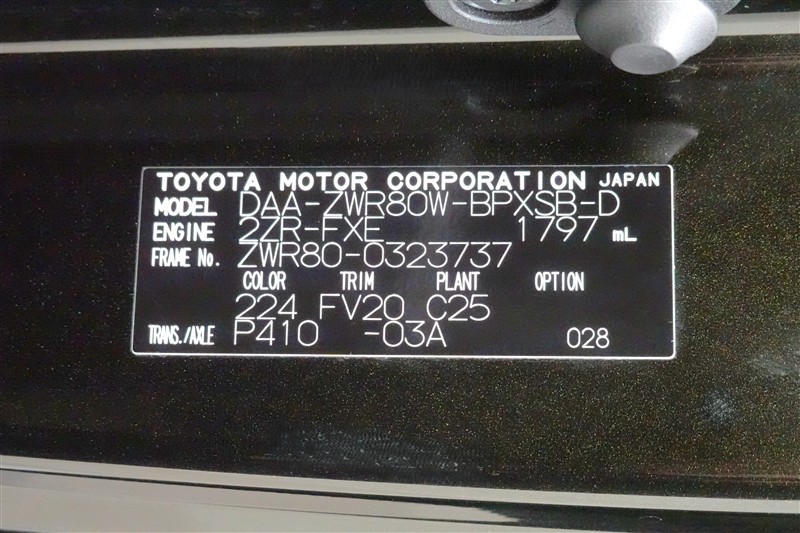 TOYOTA MOTOR CORPORATION JAPAN
MODEL DAA-ZWR80W-BPXSB-D
ENGINE 2ZR-FXE 1797 mL
FRAME No. ZWR80-0323737
COLOR TRIM PLANT OPTION
224 FV20 C25
TRANS./AXLE P410 -03A 028